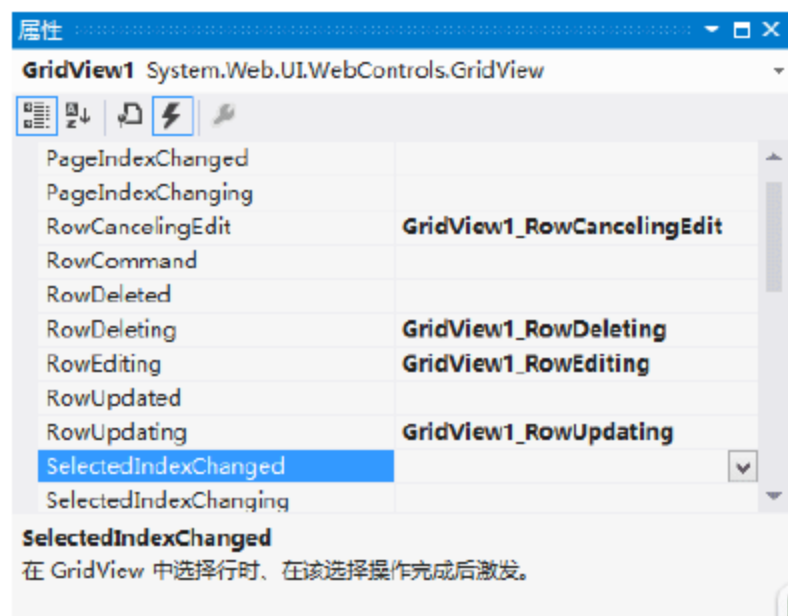 属性
GridView1 System.Web.UI.WebControls.GridView
PageIndexChanged
PageIndexChanging
RowCancelingEdit GridView1_RowCancelingEdit
RowCommand
RowDeleted
RowDeleting GridView1_RowDeleting
RowEditing GridView1_RowEditing
RowUpdated
RowUpdating GridView1_RowUpdating
SelectedIndexChanged
SelectedIndexChanging
SelectedIndexChanged
在 GridView 中选择行时、在该选择操作完成后激发。